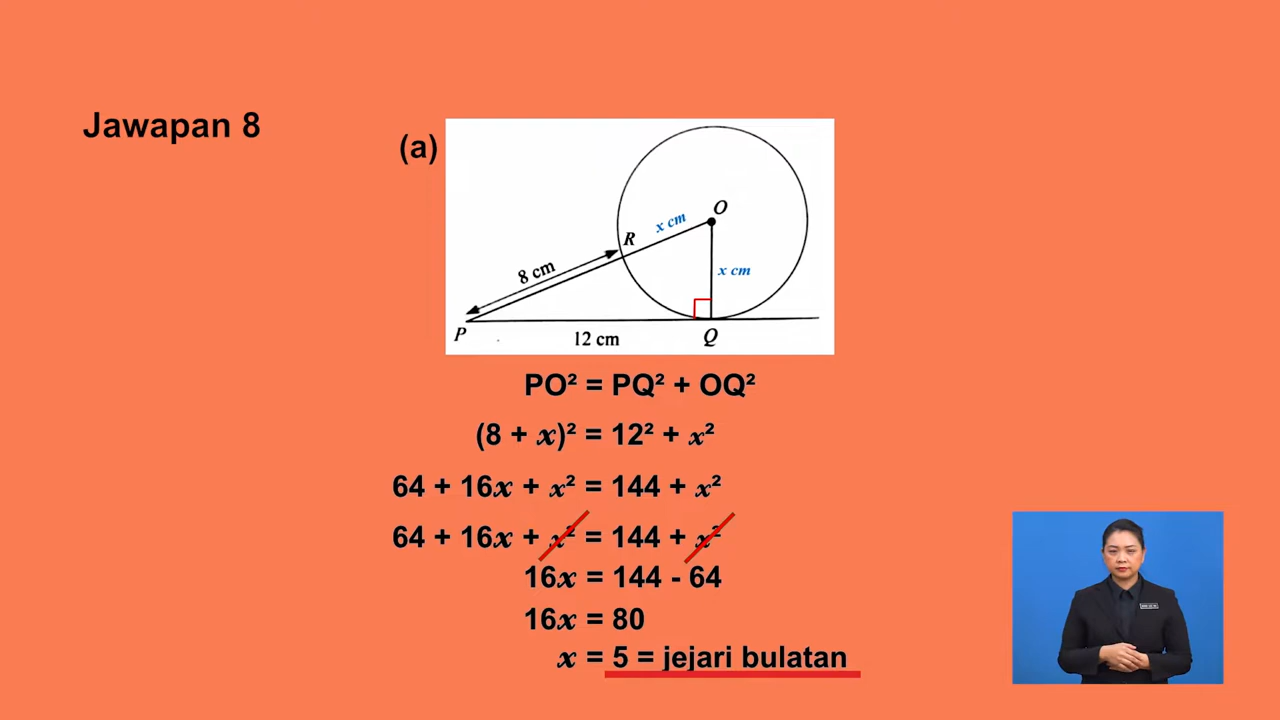 Jawapan 8
(a)
O
x cm
R
8 cm
x cm
P
12 cm
Q
PO² = PQ² + OQ²
(8 + x)² = 12² + x²
64 + 16x + x² = 144 + x²
64 + 16x + x² = 144 + x²
16x = 144 - 64
16x = 80
x = 5 = jejari bulatan